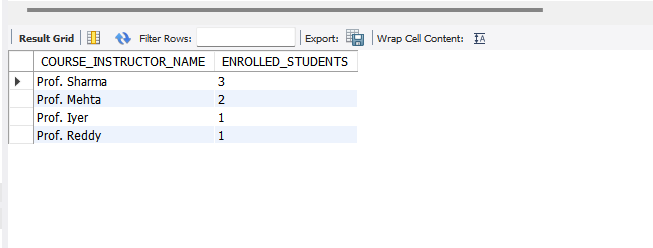 Result Grid Filter Rows: Export: Wrap Cell Content: IA
COURSE_INSTRUCTOR_NAME ENROLLED_STUDENTS
Prof. Sharma 3
Prof. Mehta 2
Prof. Iyer 1
Prof. Reddy 1